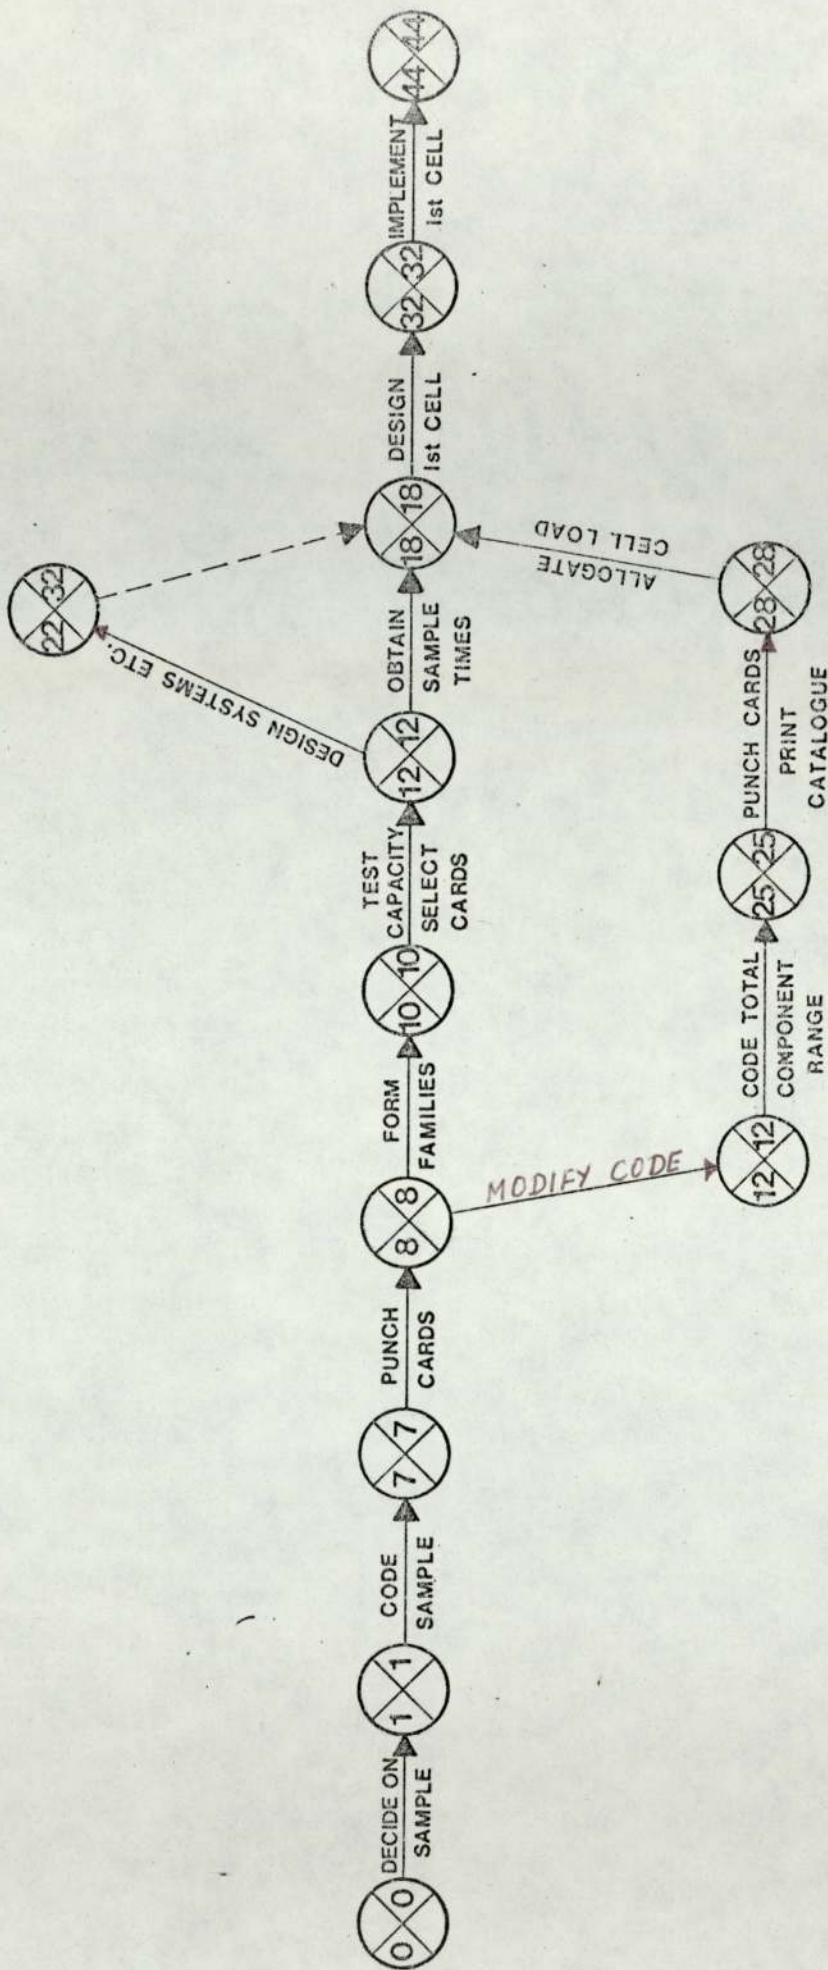 0 0
DECIDE ON
SAMPLE
1 1
CODE
SAMPLE
7 7
PUNCH
CARDS
8 8
FORM
FAMILIES
10 10
TEST
CAPACITY
SELECT
CARDS
12 12
OBTAIN
SAMPLE
TIMES
18 18
DESIGN
1st CELL
32 32
IMPLEMENT
1st CELL
44 44
DESIGN SYSTEMS ETC.
22 32
MODIFY CODE
12 12
CODE TOTAL
COMPONENT
RANGE
25 25
PUNCH CARDS
PRINT
CATALOGUE
28 28
ALLOGATE
CELL LOAD